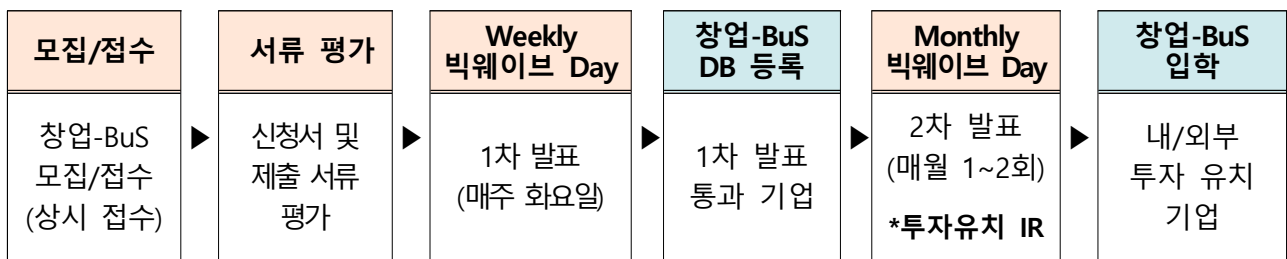 모집/접수
창업-BuS
모집/접수
(상시 접수)
▶
서류 평가
신청서 및
제출 서류
평가
▶
Weekly
빅웨이브 Day
1차 발표
(매주 화요일)
▶
창업-BuS
DB 등록
1차 발표
통과 기업
▶
Monthly
빅웨이브 Day
2차 발표
(매월 1~2회)
*투자유치 IR
▶
창업-BuS
입학
내/외부
투자 유치
기업